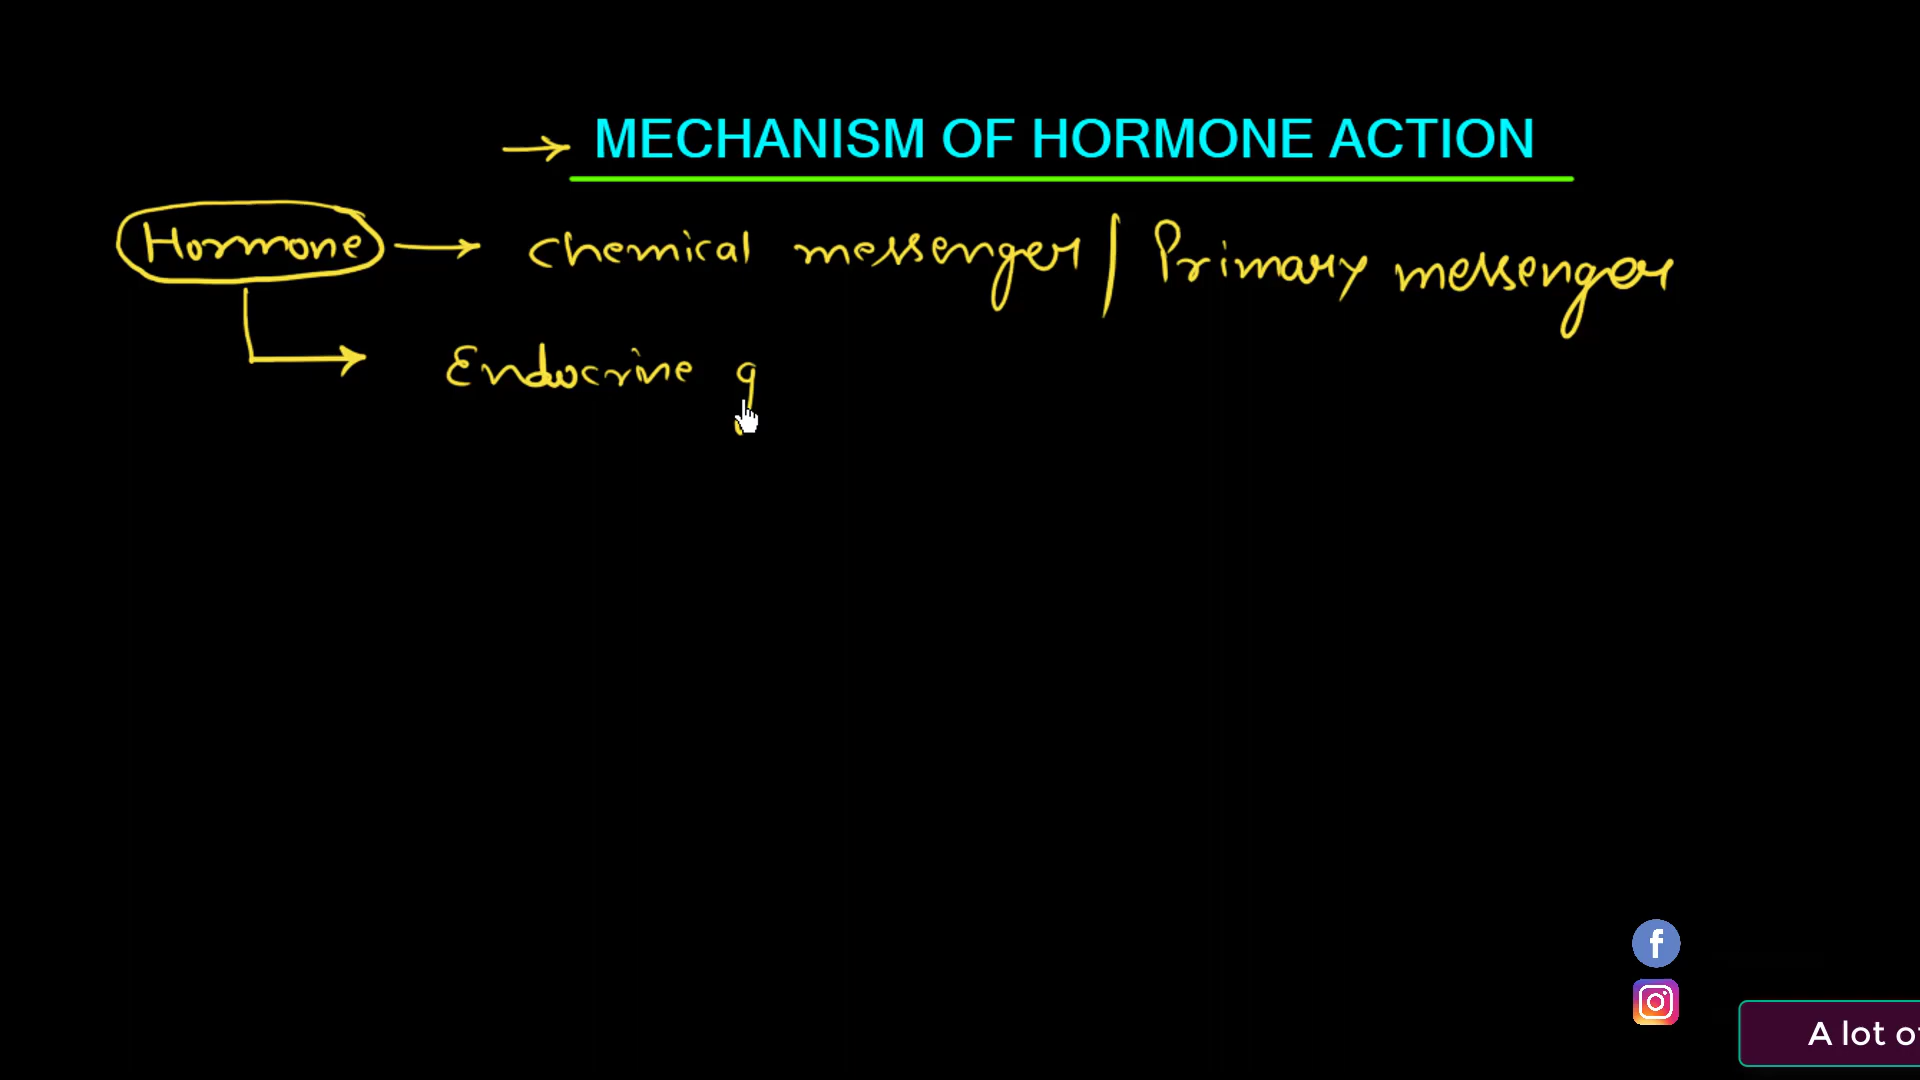 → MECHANISM OF HORMONE ACTION
Hormone → Chemical messenger / Primary messenger
→ Endocrine g
f
A lot o